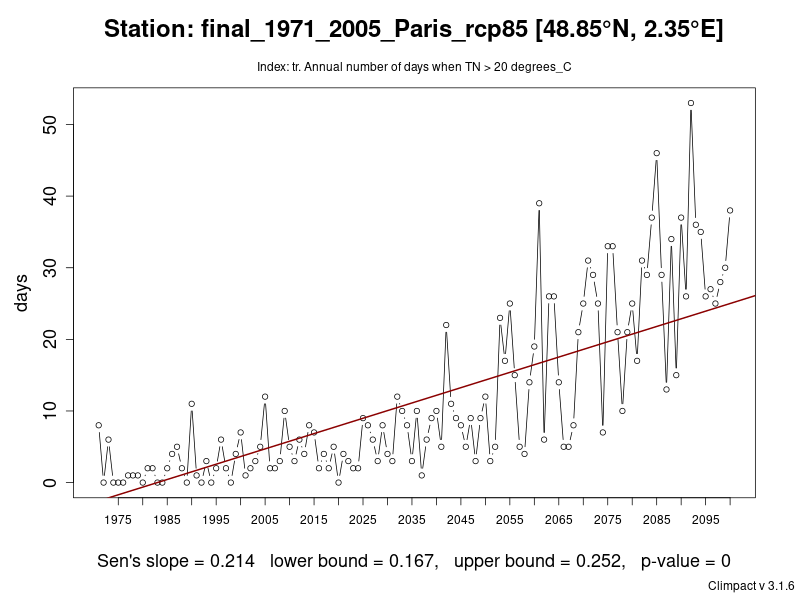 Station: final_1971_2005_Paris_rcp85 [48.85°N, 2.35°E]
Index: tr. Annual number of days when TN > 20 degrees_C
50
40
30
20
10
0
days
1975 1985 1995 2005 2015 2025 2035 2045 2055 2065 2075 2085 2095
Sen's slope = 0.214 lower bound = 0.167, upper bound = 0.252, p-value = 0
Climpact v 3.1.6